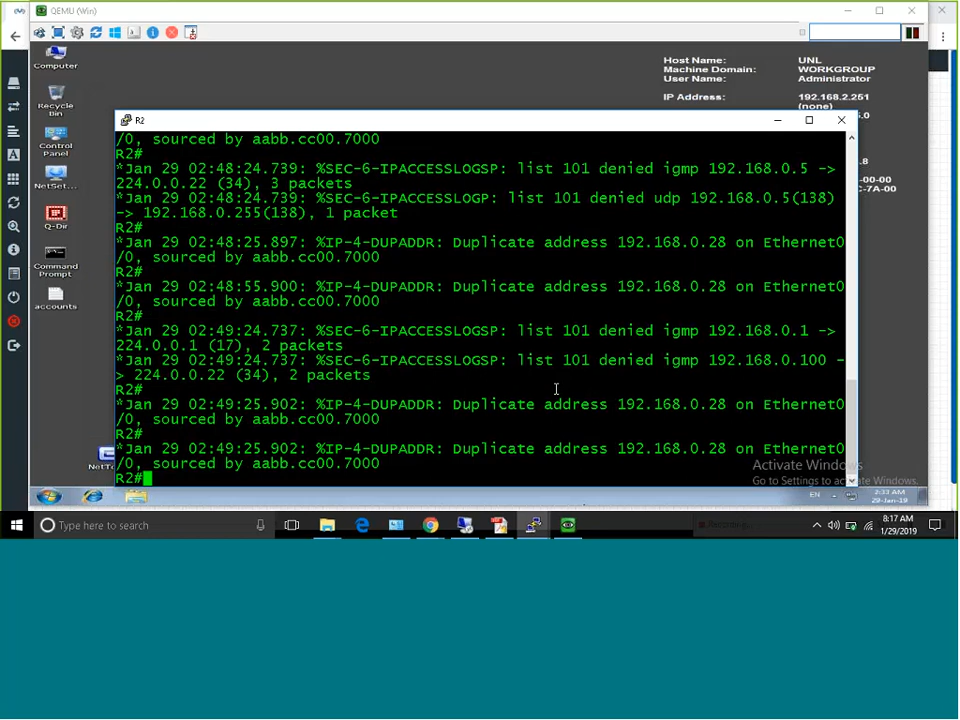 QEMU (Win)
Computer
Recycle
Bin
Control
Panel
NetSet...
Q-Dir
Command
Prompt
accounts
NetT
Host Name: UNL
Machine Domain: WORKGROUP
User Name: Administrator
IP Address: 192.168.2.251
(none)
5.0
.8
-00-00
C-7A-00
R2
/0, sourced by aabb.cc00.7000
R2#
*Jan 29 02:48:24.739: %SEC-6-IPACCESSLOGSP: list 101 denied igmp 192.168.0.5 ->
224.0.0.22 (34), 3 packets
*Jan 29 02:48:24.739: %SEC-6-IPACCESSLOGP: list 101 denied udp 192.168.0.5(138)
-> 192.168.0.255(138), 1 packet
R2#
*Jan 29 02:48:25.897: %IP-4-DUPADDR: Duplicate address 192.168.0.28 on Ethernet0
/0, sourced by aabb.cc00.7000
R2#
*Jan 29 02:48:55.900: %IP-4-DUPADDR: Duplicate address 192.168.0.28 on Ethernet0
/0, sourced by aabb.cc00.7000
R2#
*Jan 29 02:49:24.737: %SEC-6-IPACCESSLOGSP: list 101 denied igmp 192.168.0.1 ->
224.0.0.1 (17), 2 packets
*Jan 29 02:49:24.737: %SEC-6-IPACCESSLOGSP: list 101 denied igmp 192.168.0.100 -
> 224.0.0.22 (34), 2 packets
R2#
*Jan 29 02:49:25.902: %IP-4-DUPADDR: Duplicate address 192.168.0.28 on Ethernet0
/0, sourced by aabb.cc00.7000
R2#
*Jan 29 02:49:25.902: %IP-4-DUPADDR: Duplicate address 192.168.0.28 on Ethernet0
/0, sourced by aabb.cc00.7000
R2#
Activate Windows
Go to Settings to activate Windows.
EN
2:33 AM
29-Jan-19
Type here to search
8:17 AM
1/29/2019